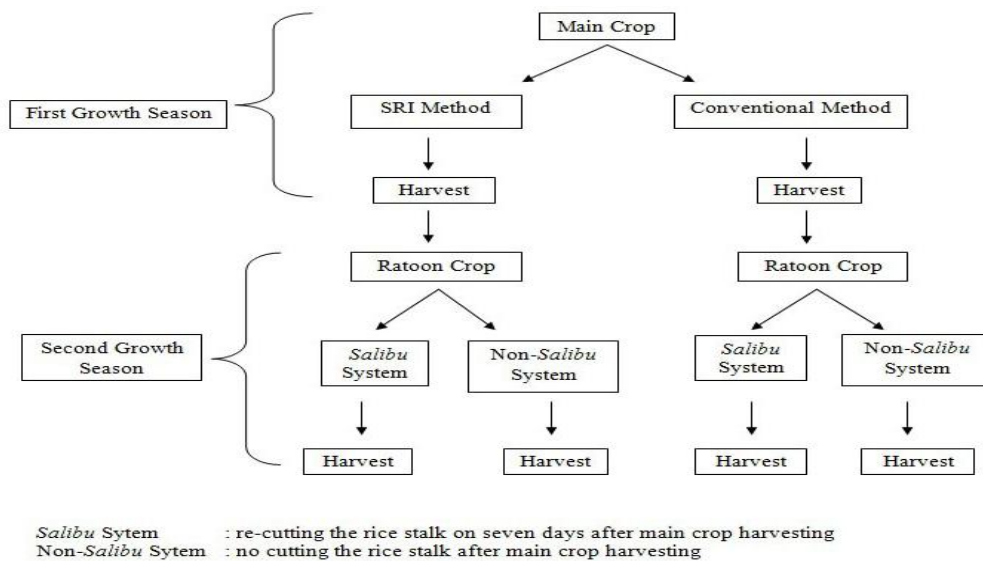 Main Crop
First Growth Season
SRI Method
Conventional Method
Harvest
Harvest
Ratoon Crop
Ratoon Crop
Second Growth
Season
Salibu
System
Non-Salibu
System
Salibu
System
Non-Salibu
System
Harvest
Harvest
Harvest
Harvest
Salibu Sytem : re-cutting the rice stalk on seven days after main crop harvesting
Non-Salibu Sytem : no cutting the rice stalk after main crop harvesting